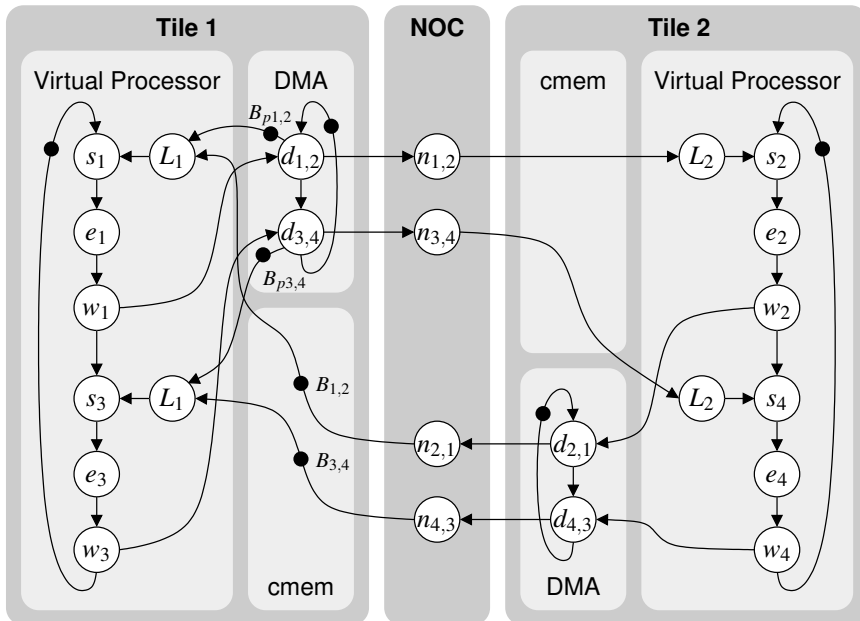 Tile 1 NOC Tile 2
Virtual Processor DMA cmem Virtual Processor
B_{p1,2}
s_1 L_1 d_{1,2} n_{1,2} L_2 s_2
e_1 d_{3,4} n_{3,4} e_2
B_{p3,4}
w_1 w_2
B_{1,2}
s_3 L_1 L_2 s_4
n_{2,1} d_{2,1}
B_{3,4}
e_3 e_4
n_{4,3} d_{4,3}
w_3 w_4
cmem DMA